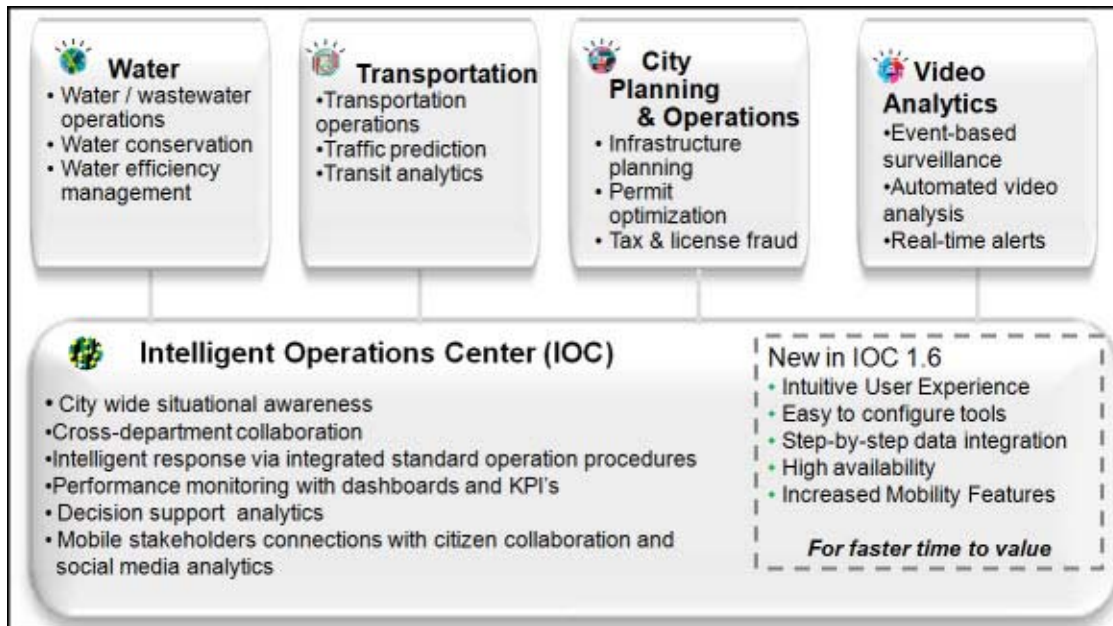 Water
• Water / wastewater
operations
• Water conservation
• Water efficiency
management
Transportation
•Transportation
operations
•Traffic prediction
•Transit analytics
City
Planning
& Operations
• Infrastructure
planning
• Permit
optimization
• Tax & license fraud
Video
Analytics
•Event-based
surveillance
•Automated video
analysis
•Real-time alerts
Intelligent Operations Center (IOC)
• City wide situational awareness
•Cross-department collaboration
•Intelligent response via integrated standard operation procedures
•Performance monitoring with dashboards and KPI's
• Decision support analytics
• Mobile stakeholders connections with citizen collaboration and
social media analytics
New in IOC 1.6
• Intuitive User Experience
• Easy to configure tools
• Step-by-step data integration
• High availability
• Increased Mobility Features
For faster time to value